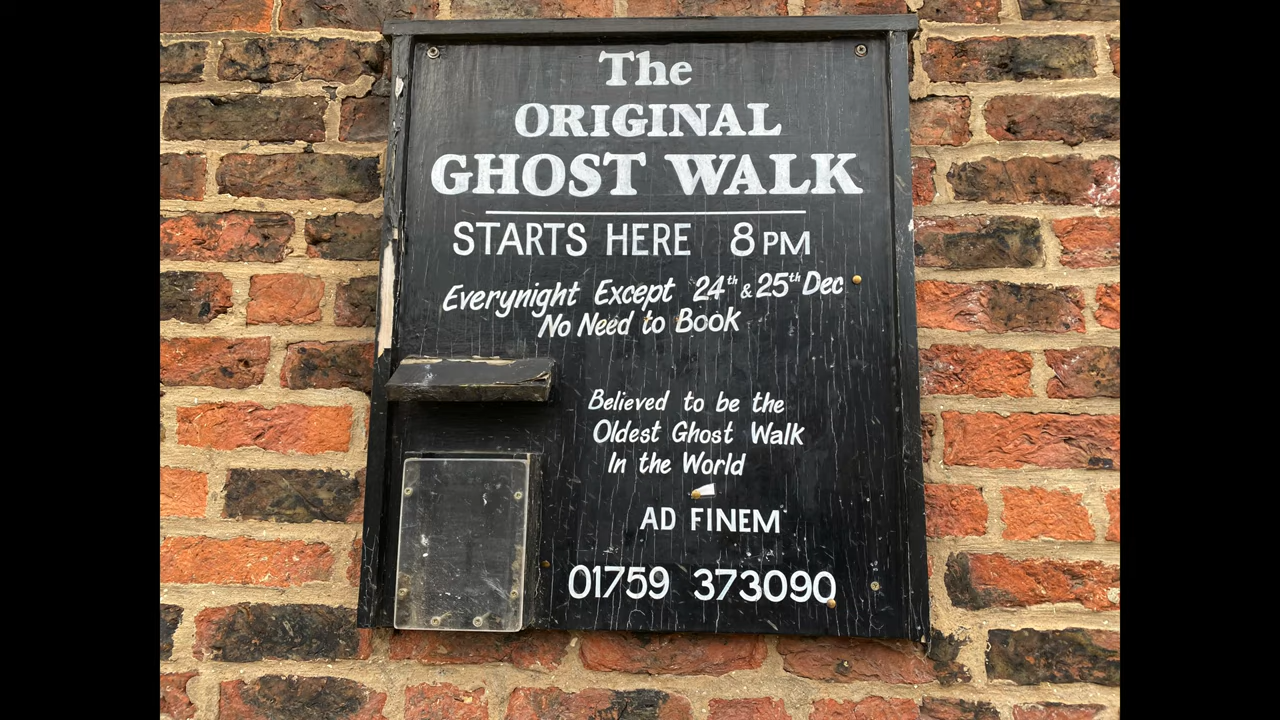 The
ORIGINAL
GHOST WALK
STARTS HERE 8PM
Everynight Except 24th & 25th Dec
No Need to Book
Believed to be the
Oldest Ghost Walk
In the World
AD FINEM
01759 373090